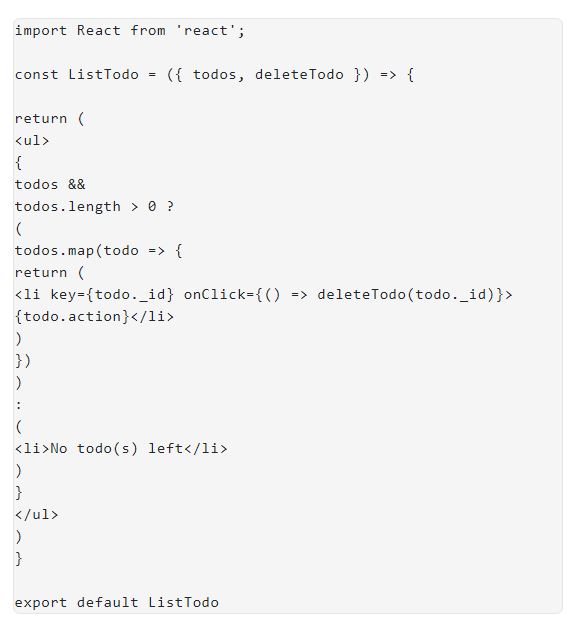 import React from 'react';
const ListTodo = ({ todos, deleteTodo }) => {
return (
<ul>
{
todos &&
todos.length > 0 ?
(
todos.map(todo => {
return (
<li key={todo._id} onClick={() => deleteTodo(todo._id)}>
{todo.action}</li>
)
})
)
:
(
<li>No todo(s) left</li>
)
}
</ul>
)
}
export default ListTodo